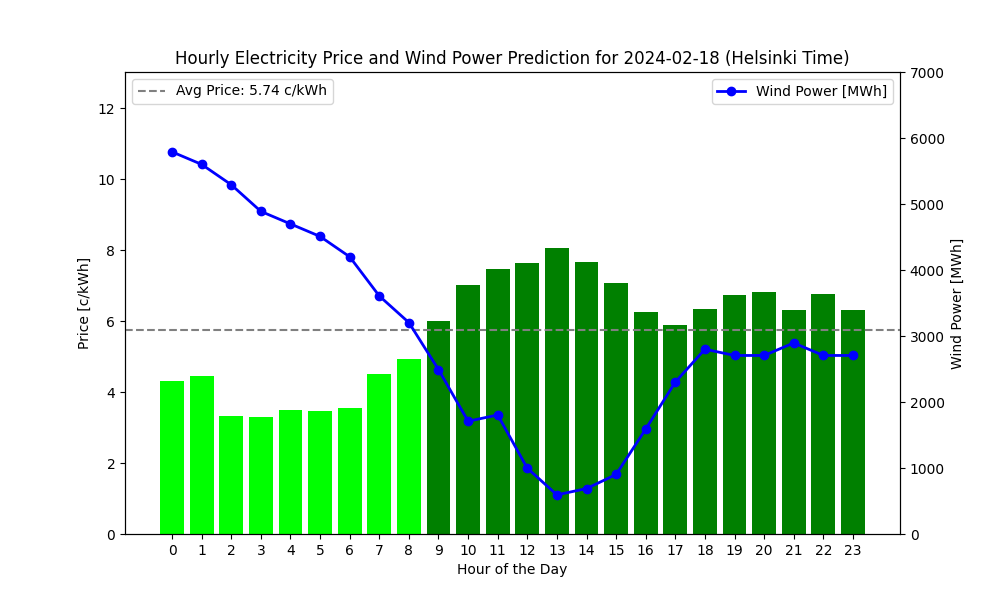 Hourly Electricity Price and Wind Power Prediction for 2024-02-18 (Helsinki Time)
Avg Price: 5.74 c/kWh
Wind Power [MWh]
Price [c/kWh]
12
10
8
6
4
2
0
7000
6000
5000
4000
3000
2000
1000
0
Wind Power [MWh]
0 1 2 3 4 5 6 7 8 9 10 11 12 13 14 15 16 17 18 19 20 21 22 23
Hour of the Day